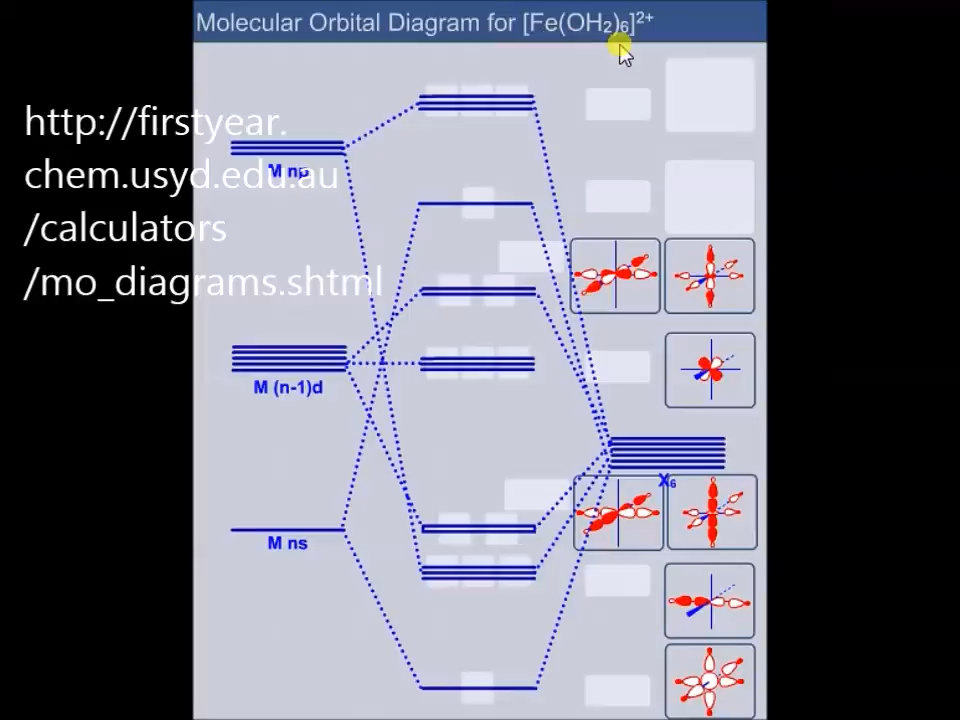 Molecular Orbital Diagram for [Fe(OH₂)₆]²⁺
http://firstyear.
chem.usyd.edu.au
/calculators
/mo_diagrams.shtml
M np
M (n-1)d
X₆
M ns